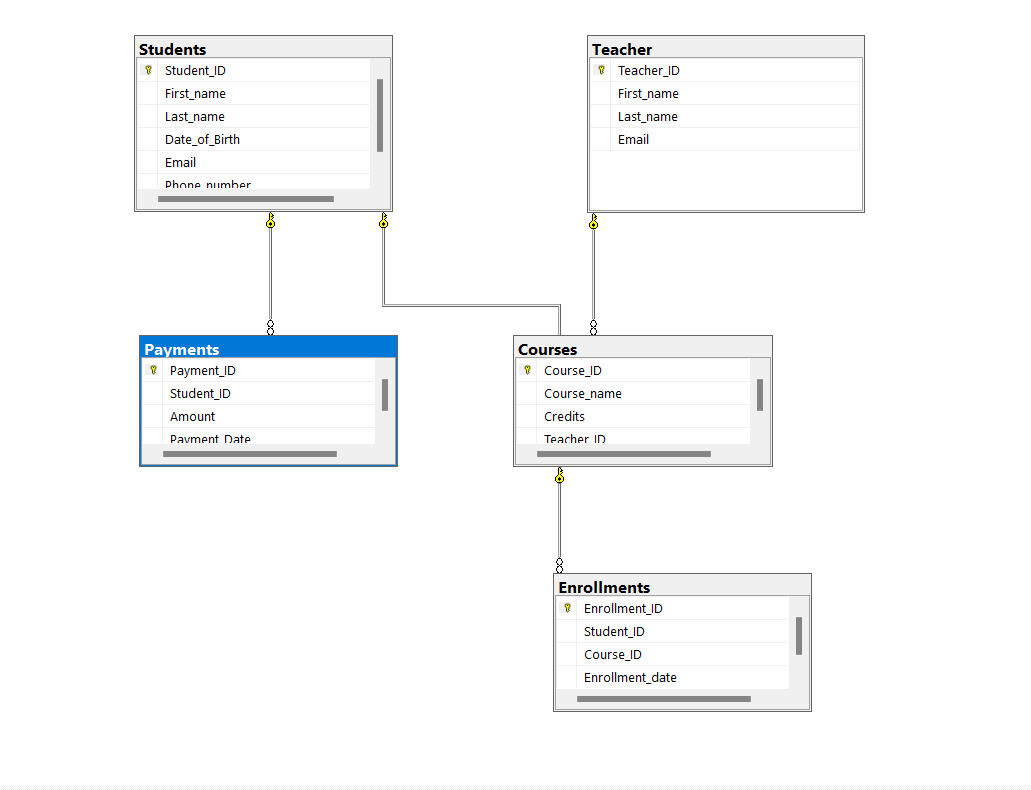 Students
Student_ID
First_name
Last_name
Date_of_Birth
Email
Phone_number
Teacher
Teacher_ID
First_name
Last_name
Email
Payments
Payment_ID
Student_ID
Amount
Payment_Date
Courses
Course_ID
Course_name
Credits
Teacher_ID
Enrollments
Enrollment_ID
Student_ID
Course_ID
Enrollment_date